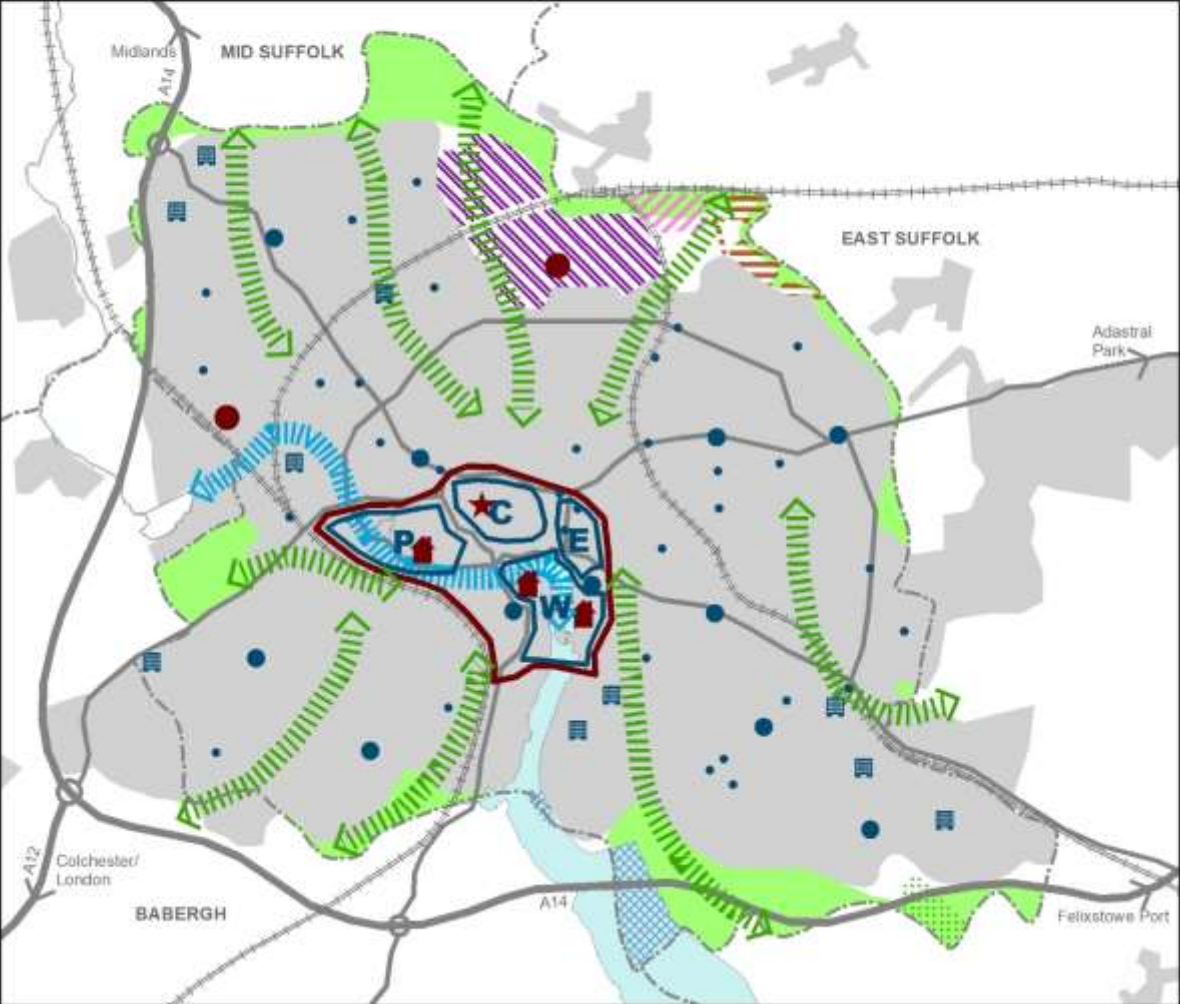 Midlands
MID SUFFOLK
A14
EAST SUFFOLK
Adastral
Park
C
P
E
W
A12
Colchester/
London
BABERGH
A14
Felixstowe Port